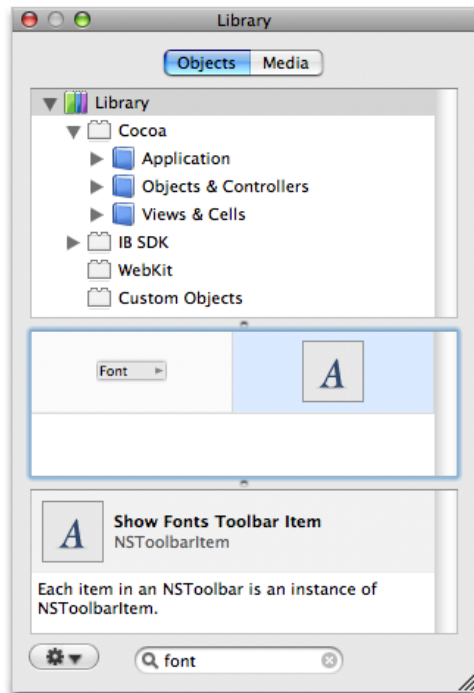 Library
Objects Media
Library
Cocoa
Application
Objects & Controllers
Views & Cells
IB SDK
WebKit
Custom Objects
Font A
A
Show Fonts Toolbar Item
NSToolbarItem
Each item in an NSToolbar is an instance of
NSToolbarItem.
font